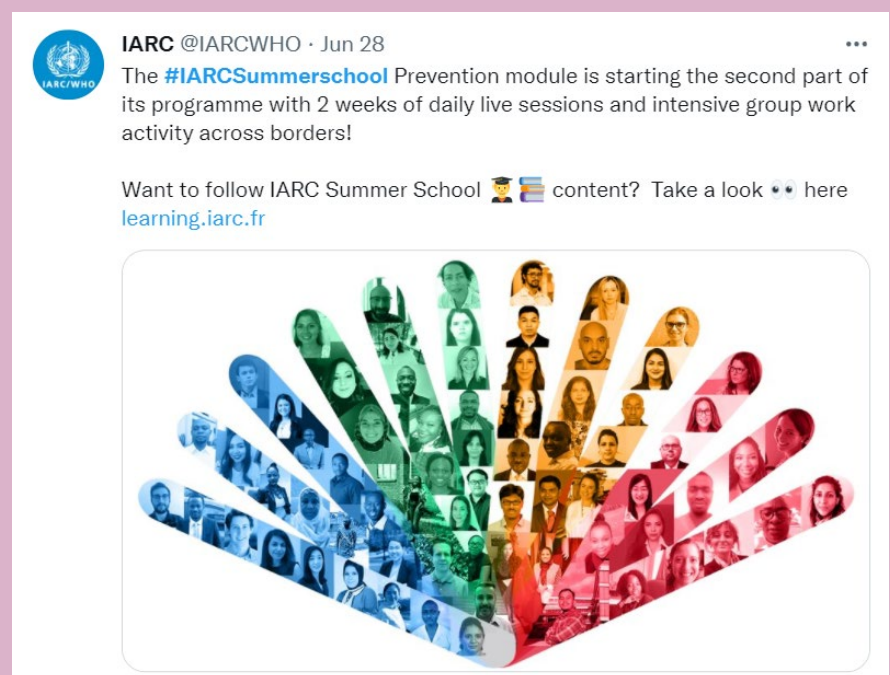 IARC @IARCWHO · Jun 28
The #IARCSummerschool Prevention module is starting the second part of
its programme with 2 weeks of daily live sessions and intensive group work
activity across borders!
Want to follow IARC Summer School 👨‍🎓📚 content? Take a look 👀 here
learning.iarc.fr
IARC/WHO